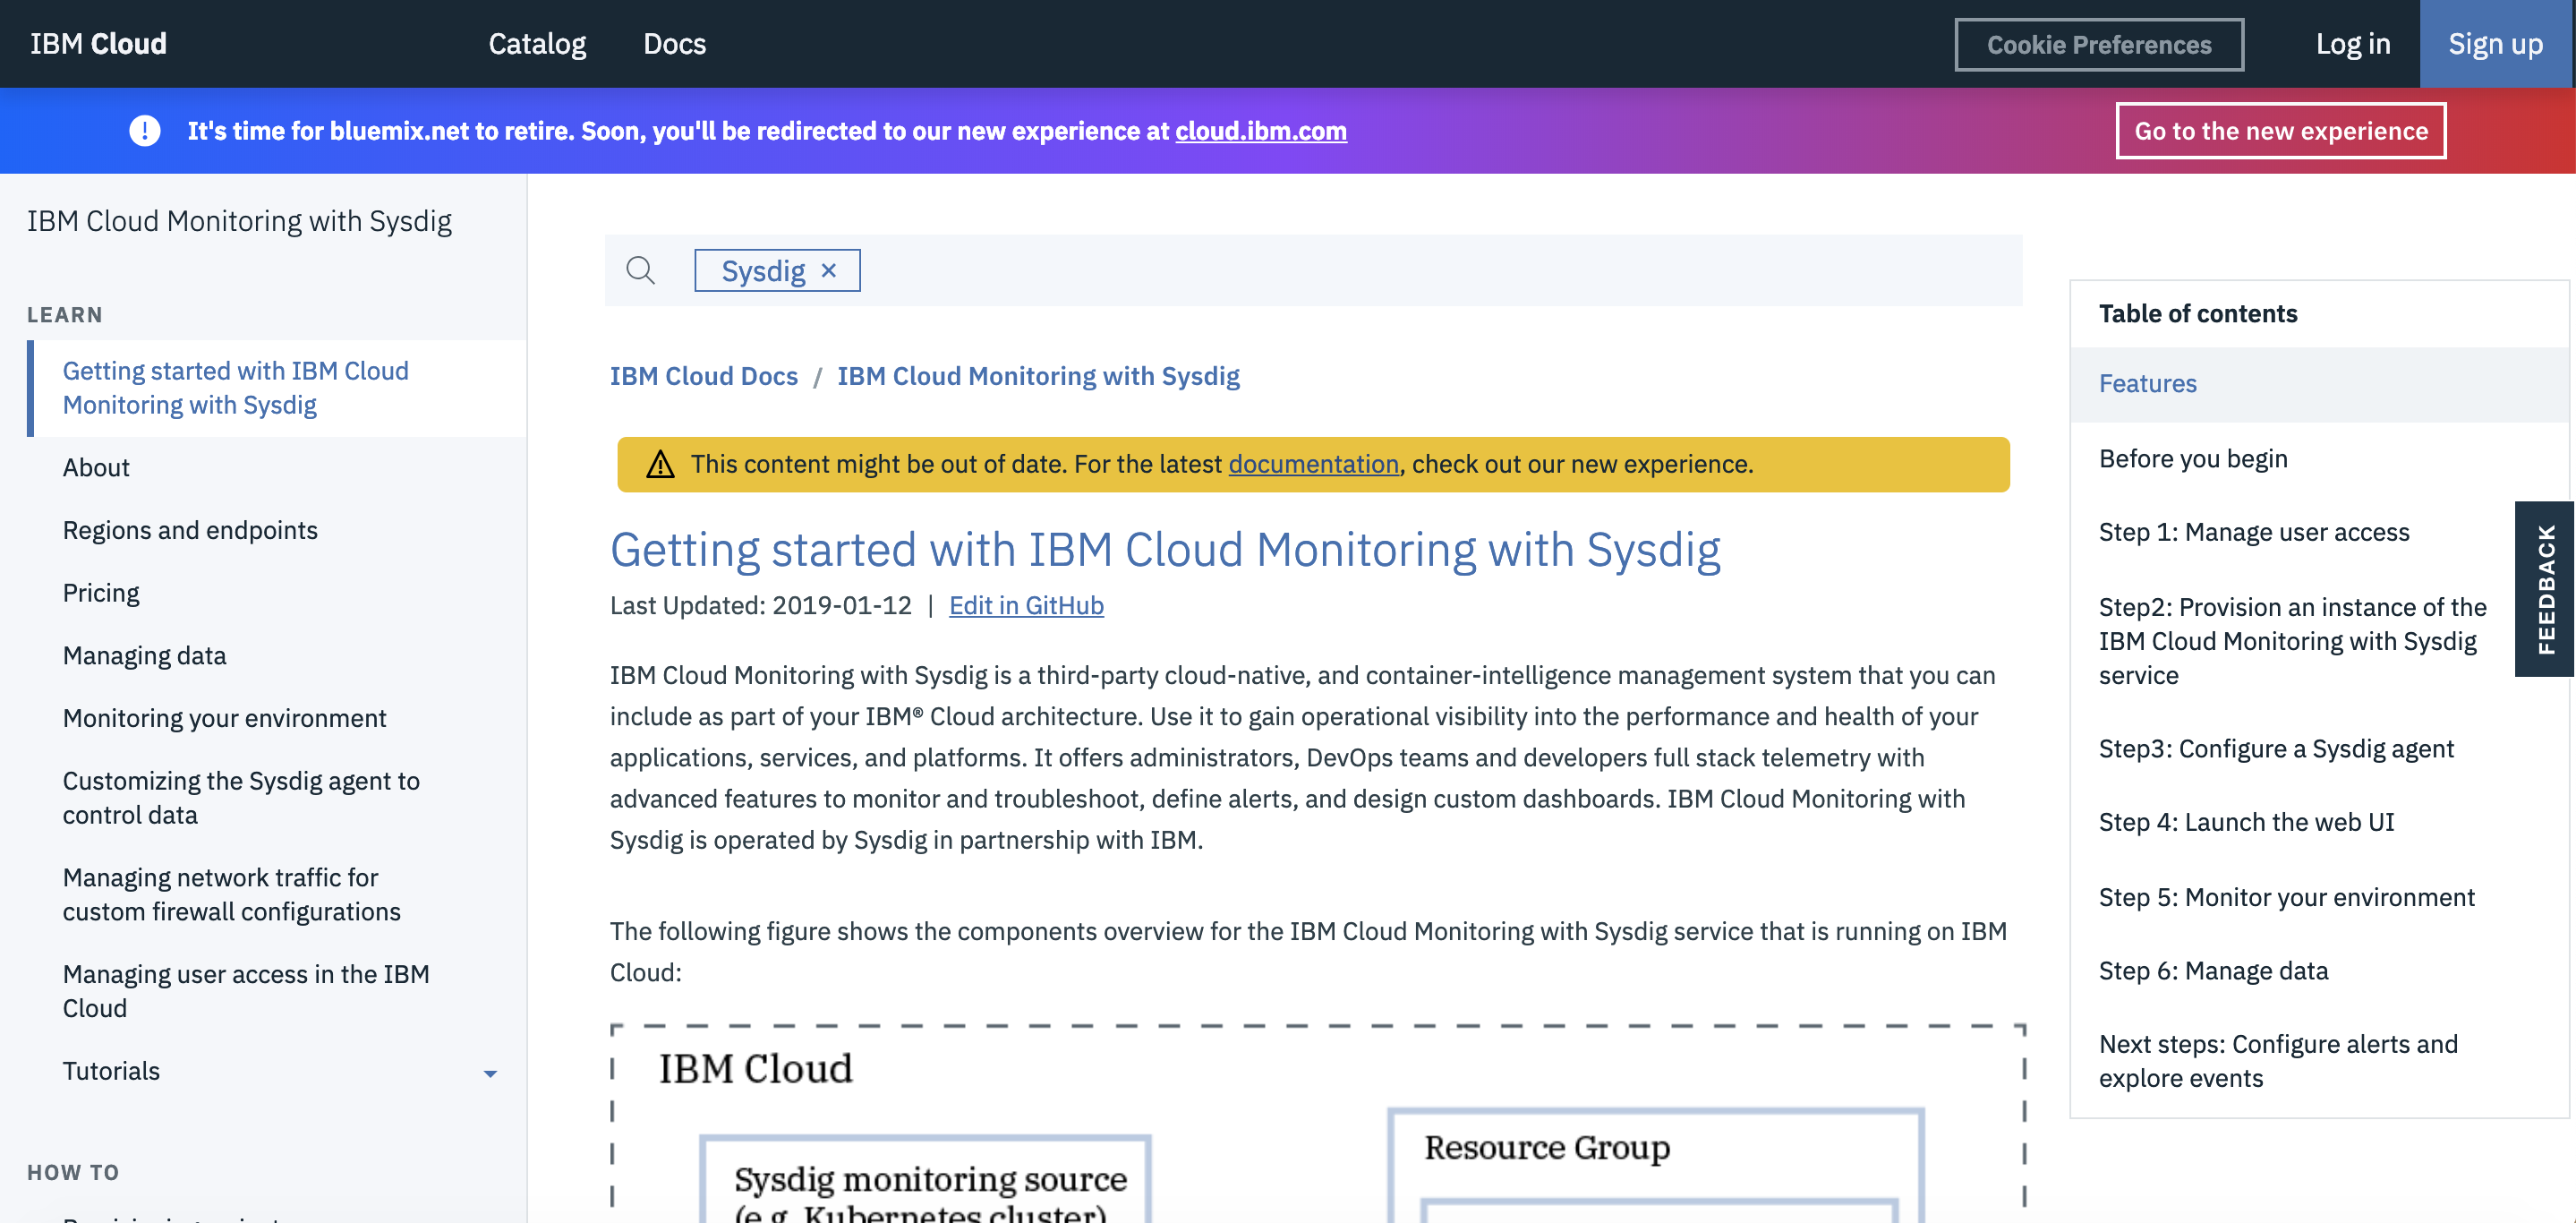 IBM Cloud
Catalog
Docs
Cookie Preferences
Log in
Sign up
It's time for bluemix.net to retire. Soon, you'll be redirected to our new experience at cloud.ibm.com
Go to the new experience
IBM Cloud Monitoring with Sysdig
LEARN
Getting started with IBM Cloud
Monitoring with Sysdig
About
Regions and endpoints
Pricing
Managing data
Monitoring your environment
Customizing the Sysdig agent to
control data
Managing network traffic for
custom firewall configurations
Managing user access in the IBM
Cloud
Tutorials
HOW TO
Sysdig ×
IBM Cloud Docs / IBM Cloud Monitoring with Sysdig
This content might be out of date. For the latest documentation, check out our new experience.
Getting started with IBM Cloud Monitoring with Sysdig
Last Updated: 2019-01-12 | Edit in GitHub
IBM Cloud Monitoring with Sysdig is a third-party cloud-native, and container-intelligence management system that you can
include as part of your IBM® Cloud architecture. Use it to gain operational visibility into the performance and health of your
applications, services, and platforms. It offers administrators, DevOps teams and developers full stack telemetry with
advanced features to monitor and troubleshoot, define alerts, and design custom dashboards. IBM Cloud Monitoring with
Sysdig is operated by Sysdig in partnership with IBM.
The following figure shows the components overview for the IBM Cloud Monitoring with Sysdig service that is running on IBM
Cloud:
IBM Cloud
Sysdig monitoring source
(e.g. Kubernetes cluster)
Resource Group
Table of contents
Features
Before you begin
Step 1: Manage user access
Step2: Provision an instance of the
IBM Cloud Monitoring with Sysdig
service
Step3: Configure a Sysdig agent
Step 4: Launch the web UI
Step 5: Monitor your environment
Step 6: Manage data
Next steps: Configure alerts and
explore events
FEEDBACK